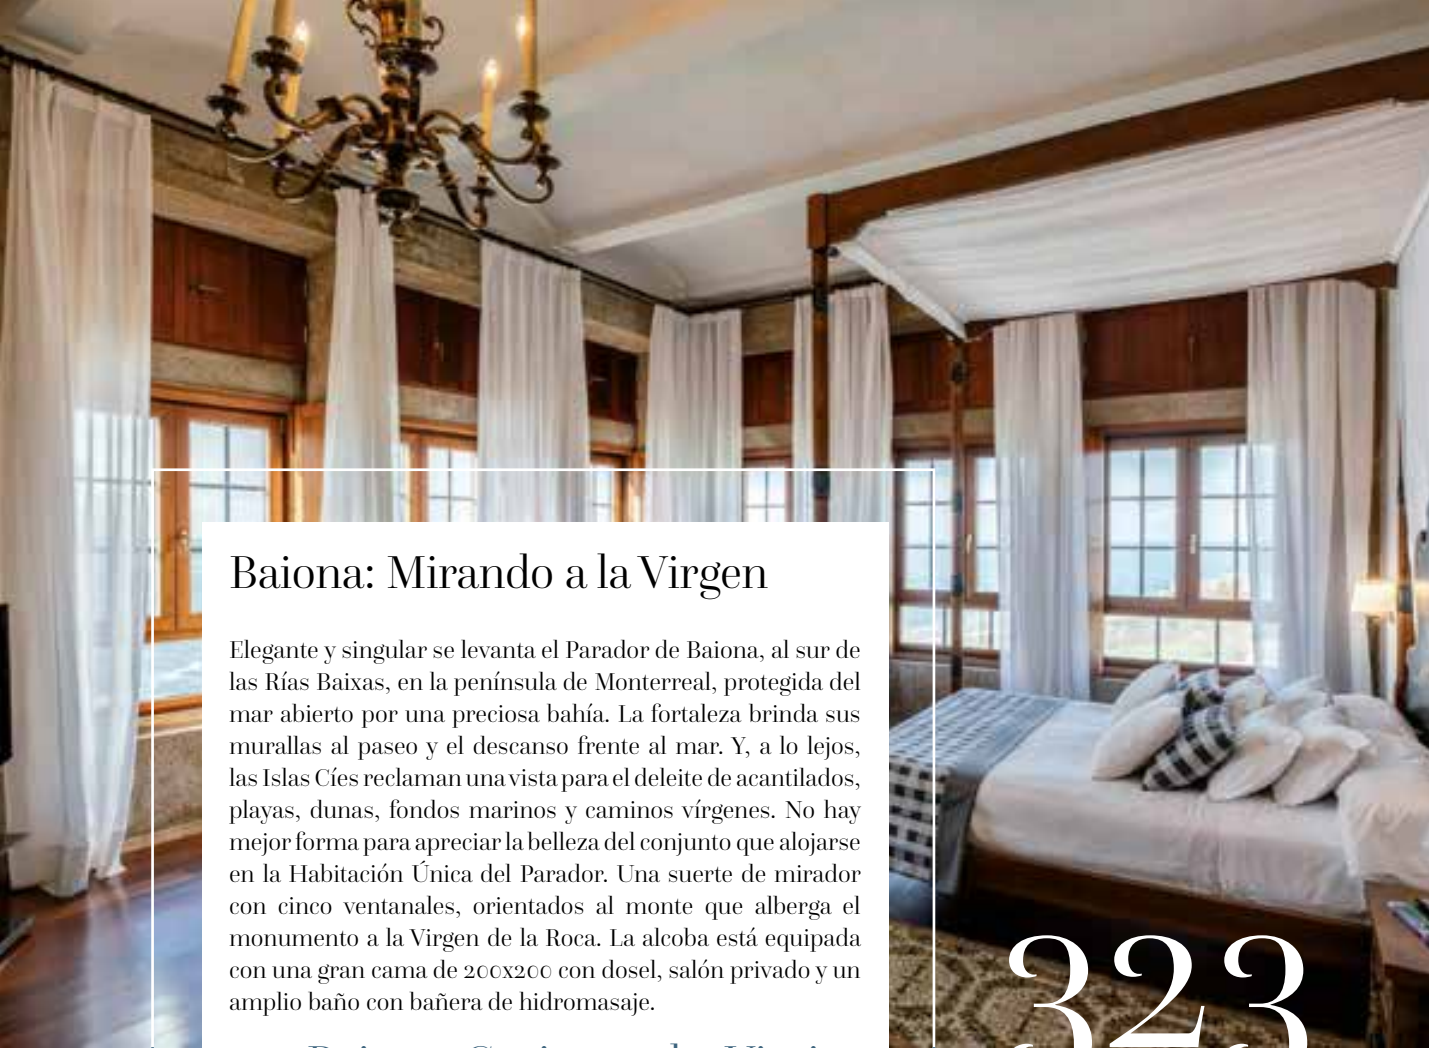 Baiona: Mirando a la Virgen
Elegante y singular se levanta el Parador de Baiona, al sur de
las Rías Baixas, en la península de Monterreal, protegida del
mar abierto por una preciosa bahía. La fortaleza brinda sus
murallas al paseo y el descanso frente al mar. Y, a lo lejos,
las Islas Cíes reclaman una vista para el deleite de acantilados,
playas, dunas, fondos marinos y caminos vírgenes. No hay
mejor forma para apreciar la belleza del conjunto que alojarse
en la Habitación Única del Parador. Una suerte de mirador
con cinco ventanales, orientados al monte que alberga el
monumento a la Virgen de la Roca. La alcoba está equipada
con una gran cama de 200x200 con dosel, salón privado y un
amplio baño con bañera de hidromasaje.
323